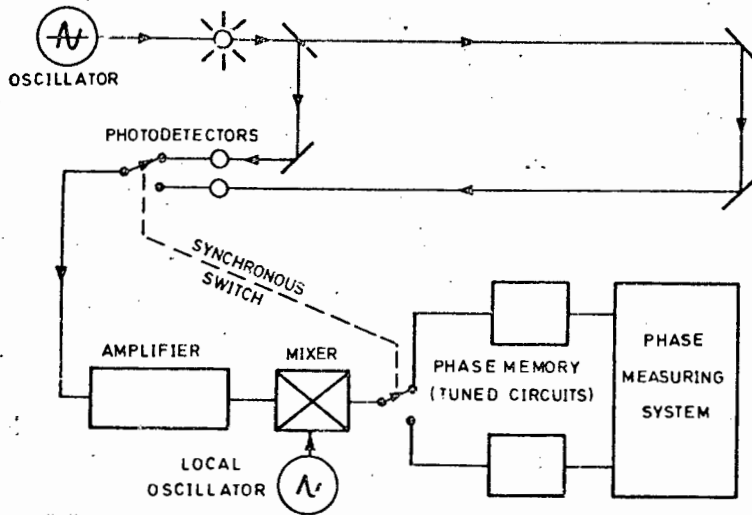 OSCILLATOR
PHOTODETECTORS
SYNCHRONOUS
SWITCH
AMPLIFIER
MIXER
PHASE MEMORY
(TUNED CIRCUITS)
PHASE
MEASURING
SYSTEM
LOCAL
OSCILLATOR